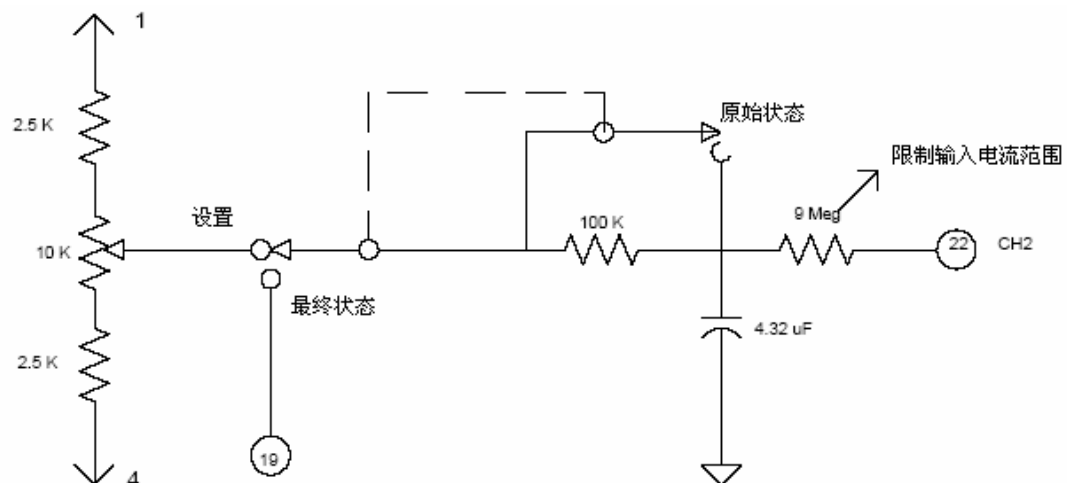 1
2.5 K
原始状态
限制输入电流范围
设置
100 K
9 Meg
22
CH2
10 K
最终状态
4.32 uF
2.5 K
19
4